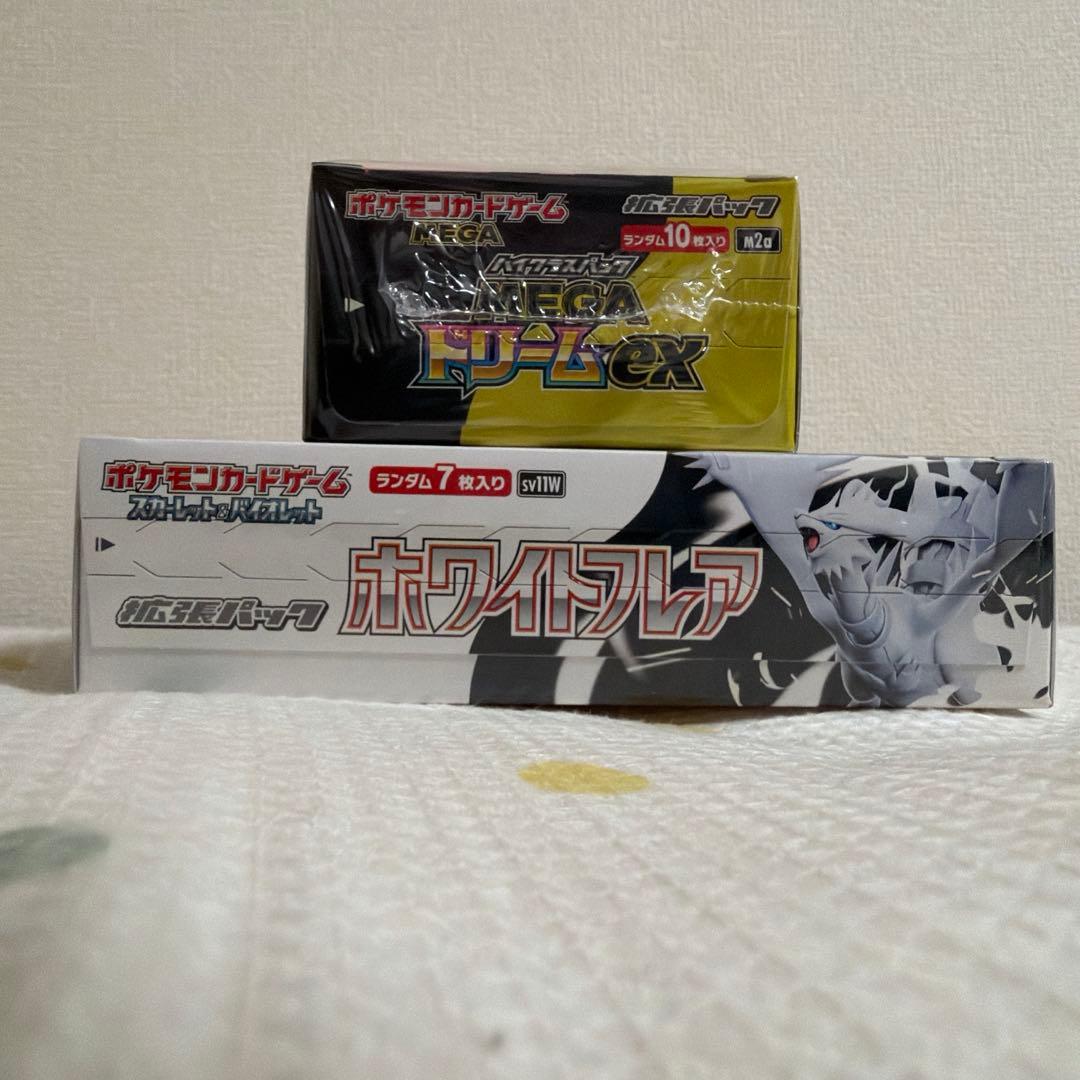 ポケモンカードゲーム
MEGA
拡張パック
ランダム10枚入り M2a
ハイクラスパック
MEGA
ドリームex
ポケモンカードゲーム
スカーレット&バイオレット
ランダム7枚入り sv11W
拡張パック
ホワイトフレア